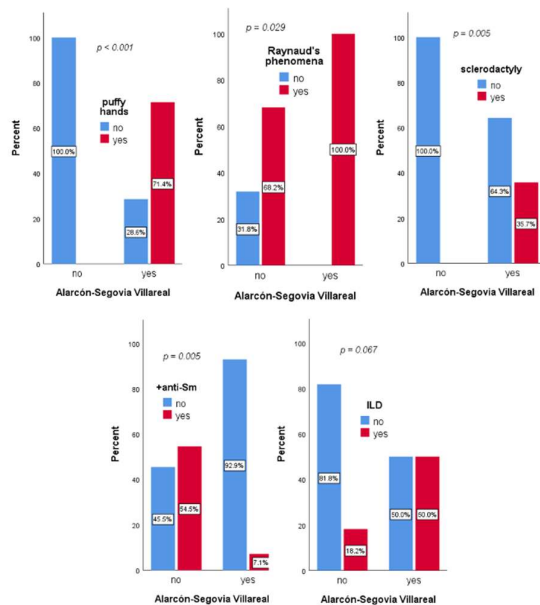 p < 0.001
puffy
hands
no
yes
Percent
100
80
60
40
20
0
100.0%
28.6%
71.4%
no
yes
Alarcón-Segovia Villareal
p = 0.029
Raynaud's
phenomena
no
yes
Percent
100
80
60
40
20
0
31.8%
68.2%
100.0%
no
yes
Alarcón-Segovia Villareal
p = 0.005
sclerodactyly
no
yes
Percent
100
80
60
40
20
0
100.0%
64.3%
35.7%
no
yes
Alarcón-Segovia Villareal
p = 0.005
+anti-Sm
no
yes
Percent
100
80
60
40
20
0
45.5%
54.5%
92.9%
7.1%
no
yes
Alarcón-Segovia Villareal
p = 0.067
ILD
no
yes
Percent
100
80
60
40
20
0
81.8%
18.2%
50.0%
50.0%
no
yes
Alarcón-Segovia Villareal